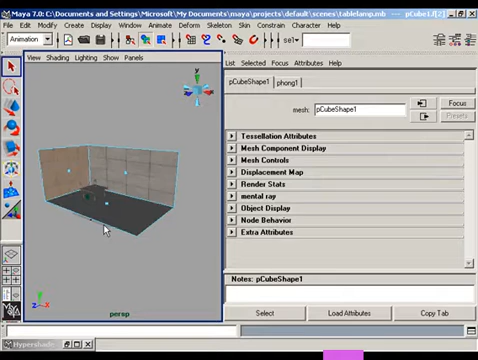 Maya 7.0: C:\Documents and Settings\Microsoft\My Documents\maya\projects\default\scenes\tablelamp.mb - pCube1.f[2]
File Edit Modify Create Display Window Animate Deform Skeleton Skin Constrain Character Help
Animation
sel
View Shading Lighting Show Panels
List Selected Focus Attributes Help
pCubeShape1 phong1
mesh: pCubeShape1
Focus
Presets
Tessellation Attributes
Mesh Component Display
Mesh Controls
Displacement Map
Render Stats
mental ray
Object Display
Node Behavior
Extra Attributes
y
z x
persp
Notes: pCubeShape1
Select Load Attributes Copy Tab
Hypershade